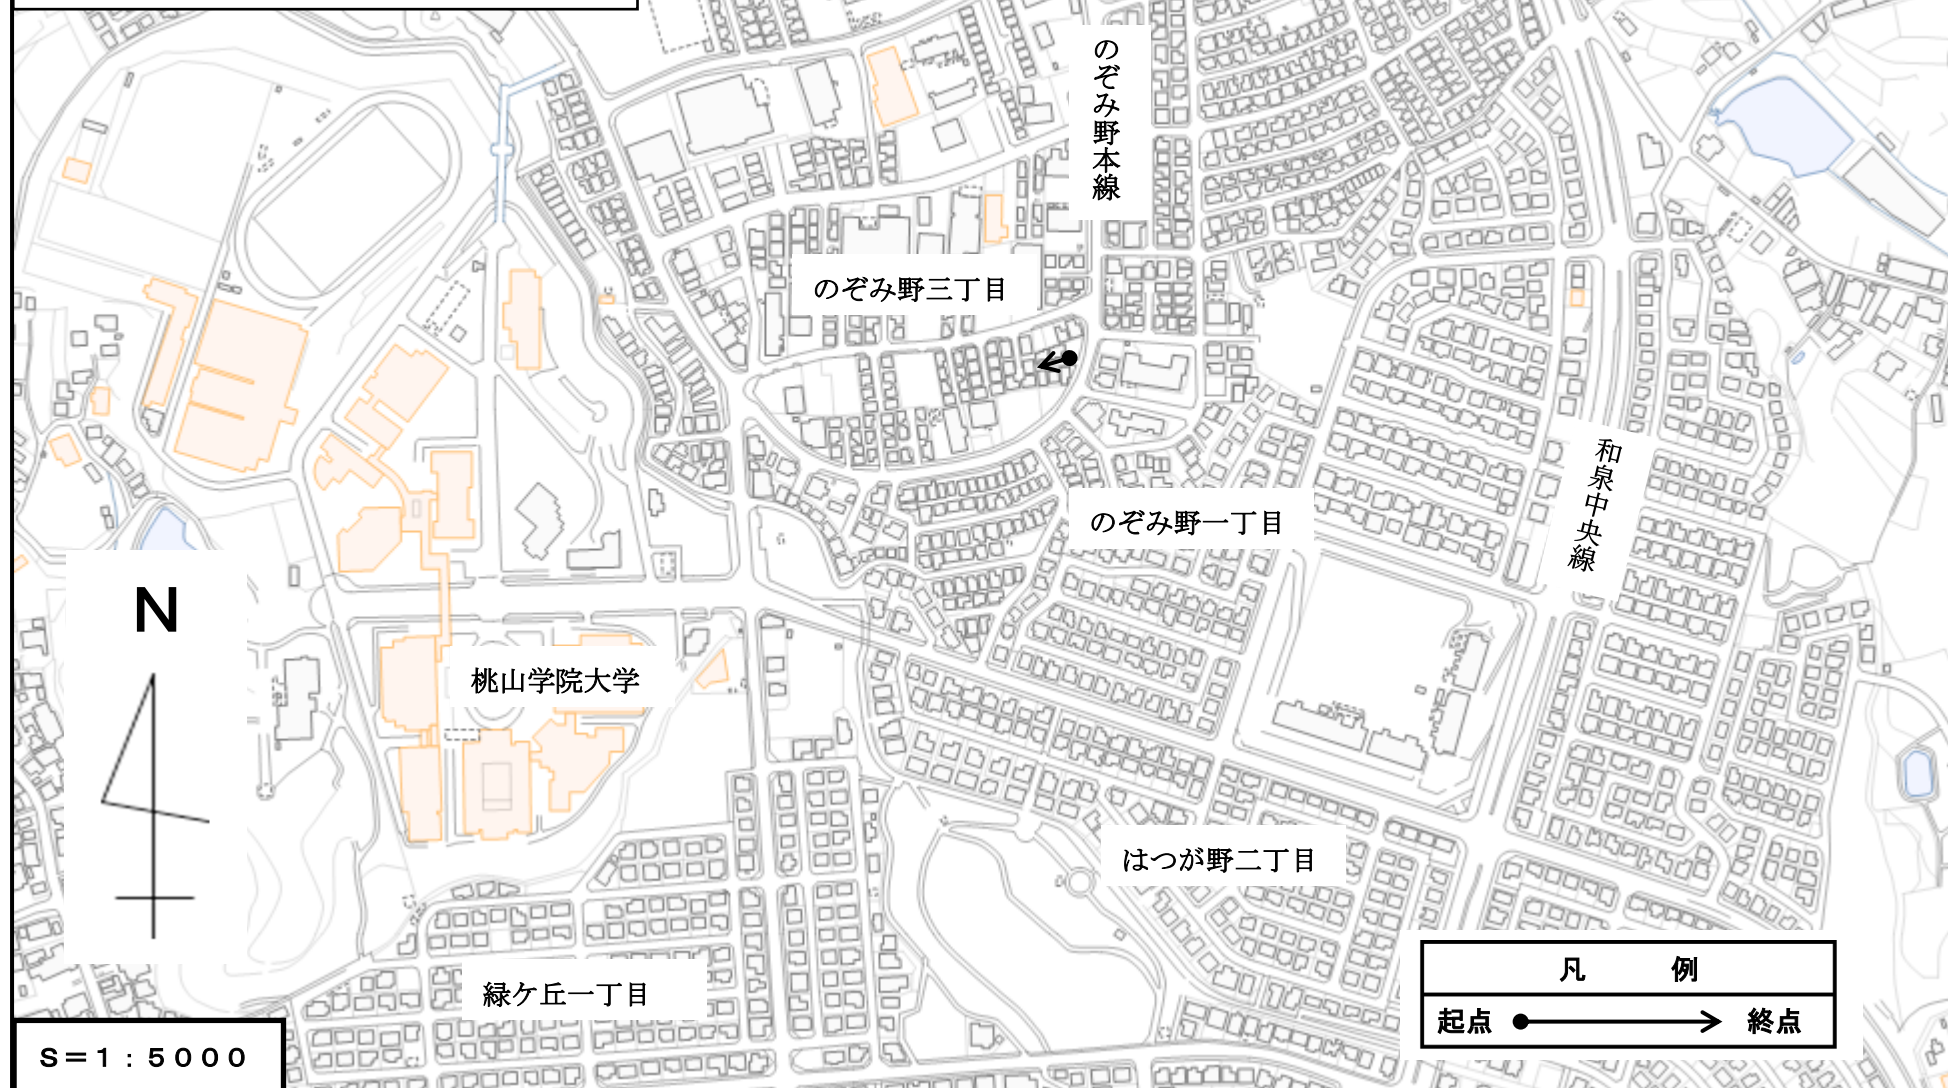 のぞみ野本線
のぞみ野三丁目
和泉中央線
のぞみ野一丁目
N
桃山学院大学
はつが野二丁目
緑ケ丘一丁目
凡 例
起点 終点
S=1:5000